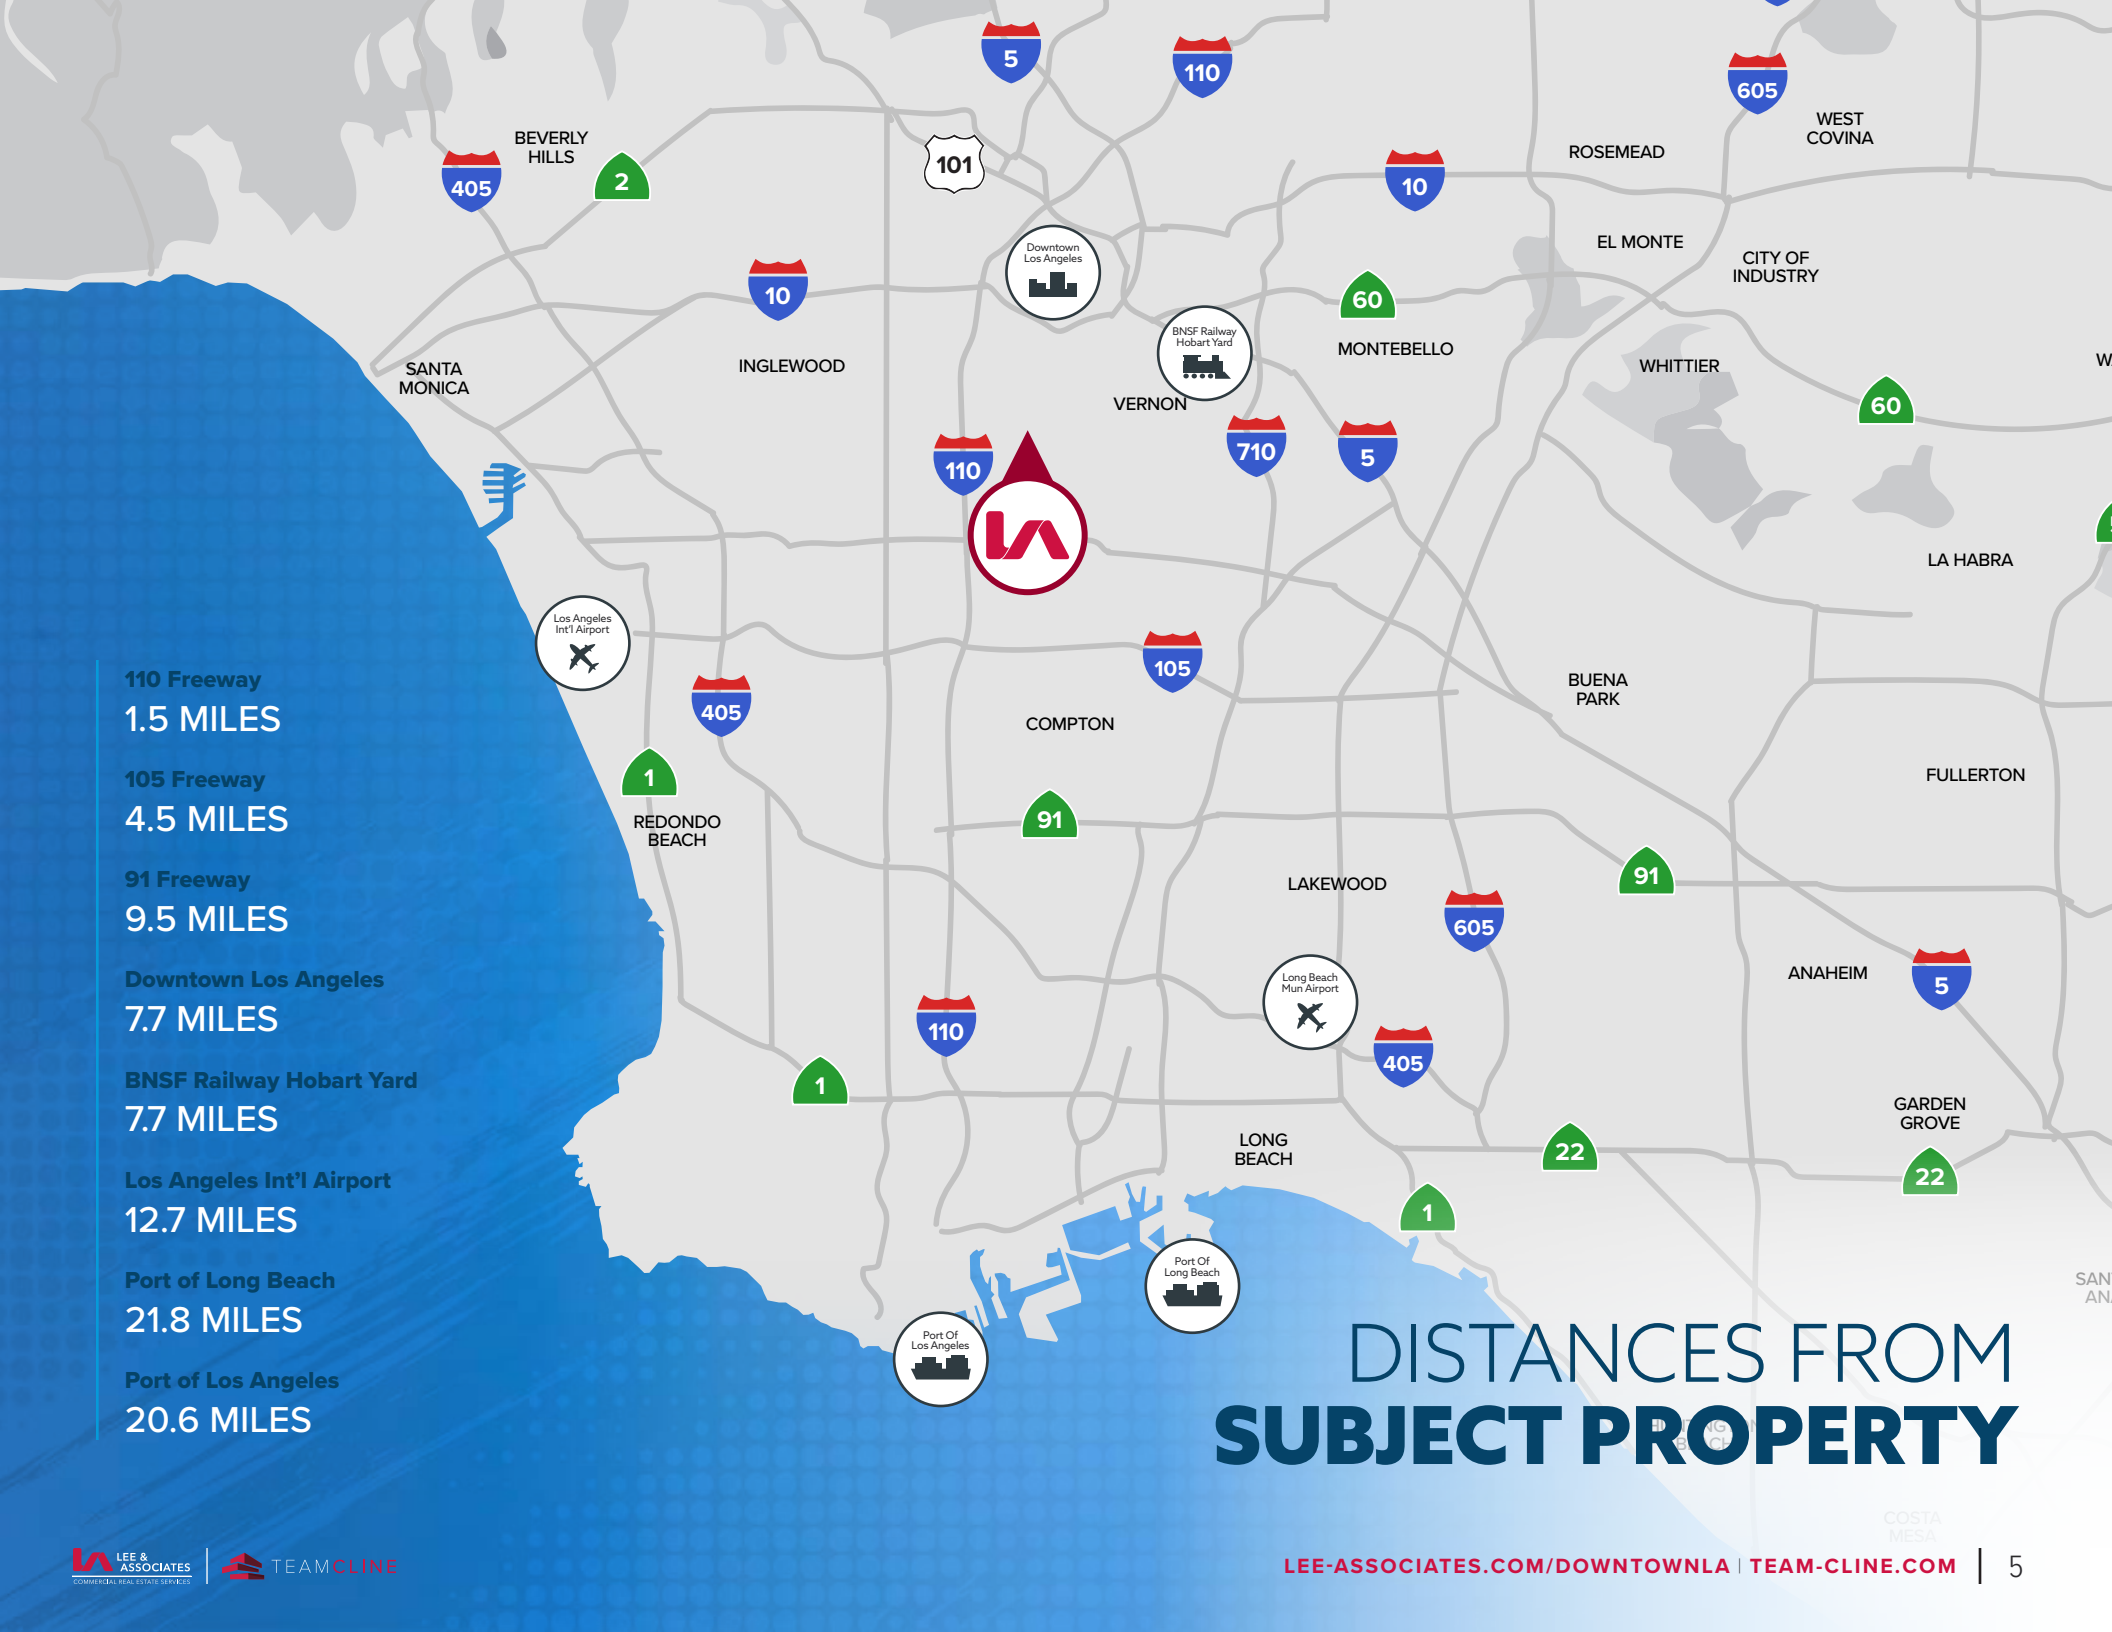 5
110
605
WEST
COVINA
BEVERLY
HILLS
405
2
101
ROSEMEAD
10
EL MONTE
CITY OF
INDUSTRY
Downtown
Los Angeles
10
60
BNSF Railway
Hobart Yard
MONTEBELLO
SANTA
MONICA
INGLEWOOD
WHITTIER
VERNON
60
110
710
5
LA
LA HABRA
Los Angeles
Int'l Airport
105
405
BUENA
PARK
COMPTON
1
FULLERTON
REDONDO
BEACH
91
LAKEWOOD
91
605
ANAHEIM
5
Long Beach
Mun Airport
110
405
1
GARDEN
GROVE
LONG
BEACH
22
22
1
Port Of
Long Beach
Port Of
Los Angeles
110 Freeway
1.5 MILES
105 Freeway
4.5 MILES
91 Freeway
9.5 MILES
Downtown Los Angeles
7.7 MILES
BNSF Railway Hobart Yard
7.7 MILES
Los Angeles Int'l Airport
12.7 MILES
Port of Long Beach
21.8 MILES
Port of Los Angeles
20.6 MILES
DISTANCES FROM
SUBJECT PROPERTY
COSTA
MESA
LEE &
ASSOCIATES
COMMERCIAL REAL ESTATE SERVICES
TEAMCLINE
LEE-ASSOCIATES.COM/DOWNTOWNLA | TEAM-CLINE.COM | 5